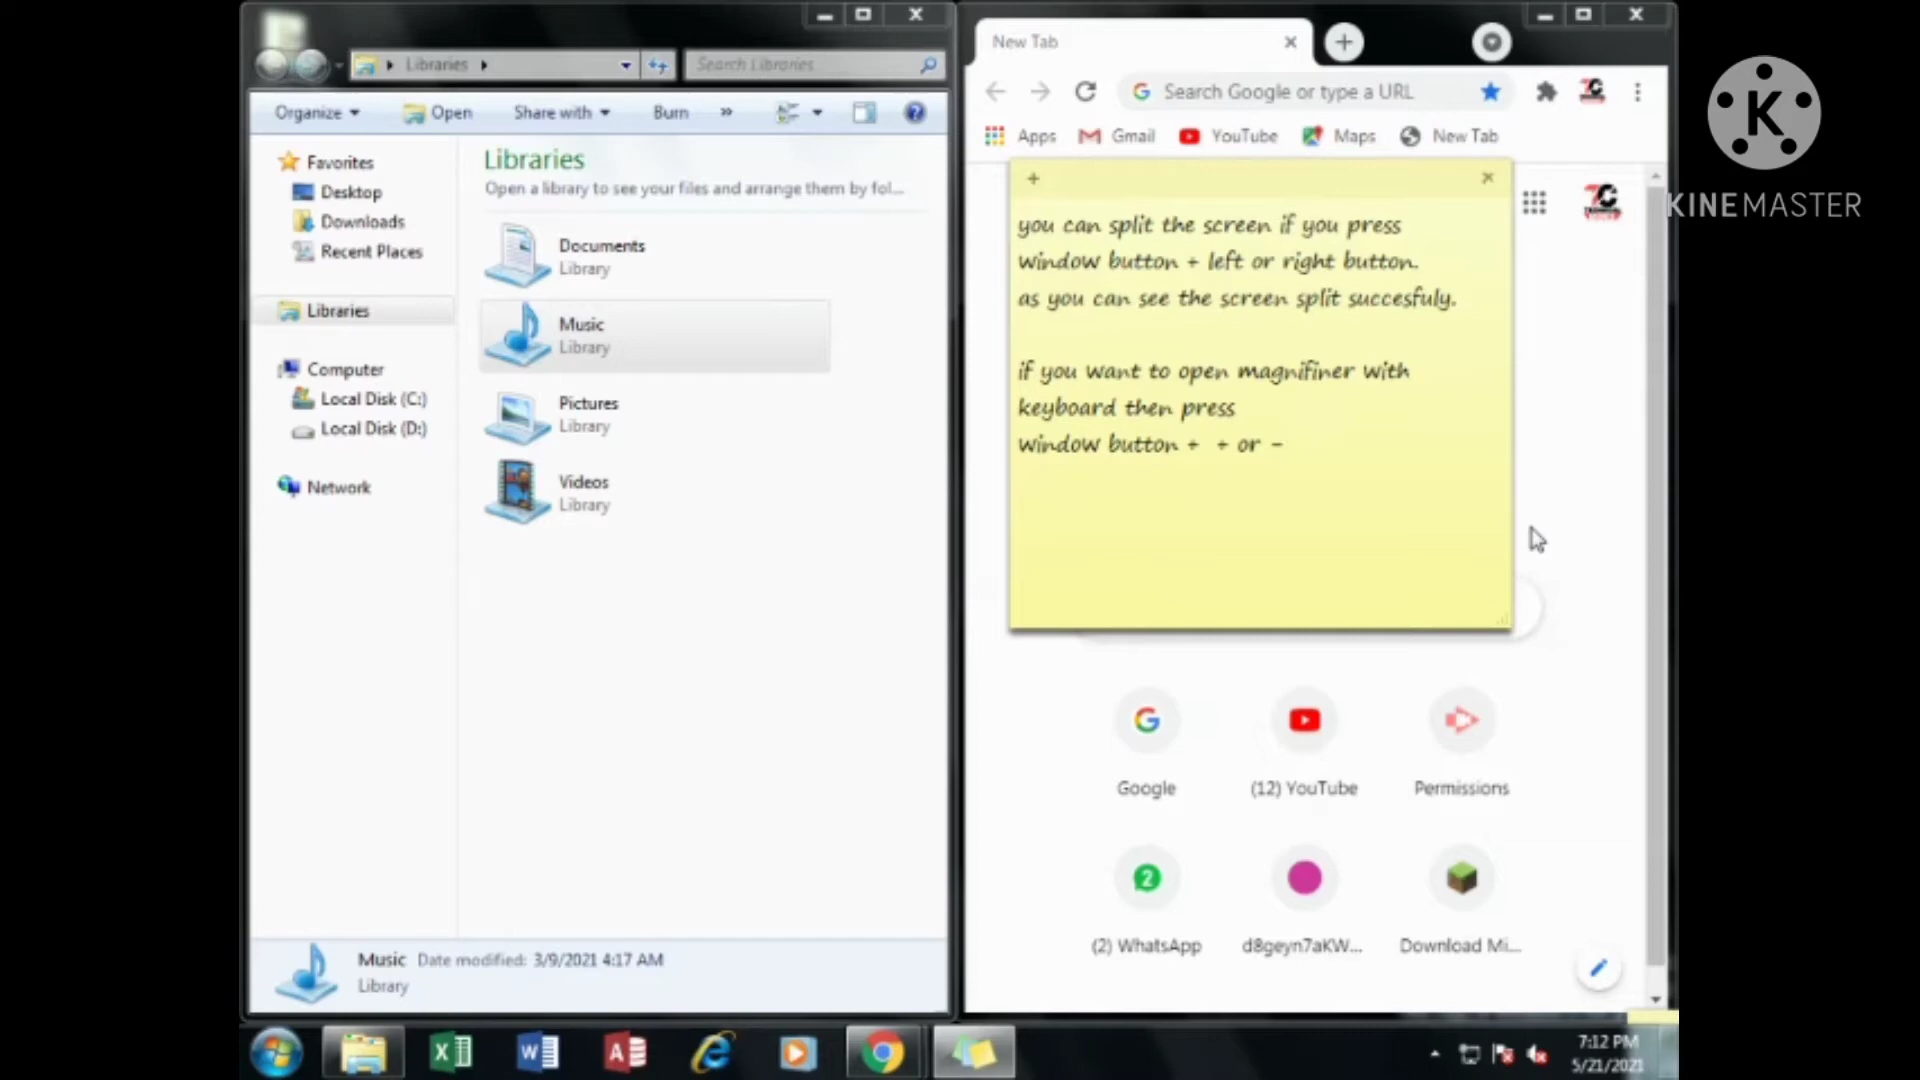 Libraries
Search Libraries
Organize
Open
Share with
Burn
»
Favorites
Desktop
Downloads
Recent Places
Libraries
Computer
Local Disk (C:)
Local Disk (D:)
Network
Libraries
Open a library to see your files and arrange them by fol...
Documents
Library
Music
Library
Pictures
Library
Videos
Library
Music Date modified: 3/9/2021 4:17 AM
Library
New Tab
Search Google or type a URL
Apps
Gmail
YouTube
Maps
New Tab
you can split the screen if you press
window button + left or right button.
as you can see the screen split succesfuly.
if you want to open magnifiner with
keyboard then press
window button + + or -
Google
(12) YouTube
Permissions
2
(2) WhatsApp
d8geyn7aKW...
Download Mi...
7:12 PM
5/21/2021
K
KINEMASTER